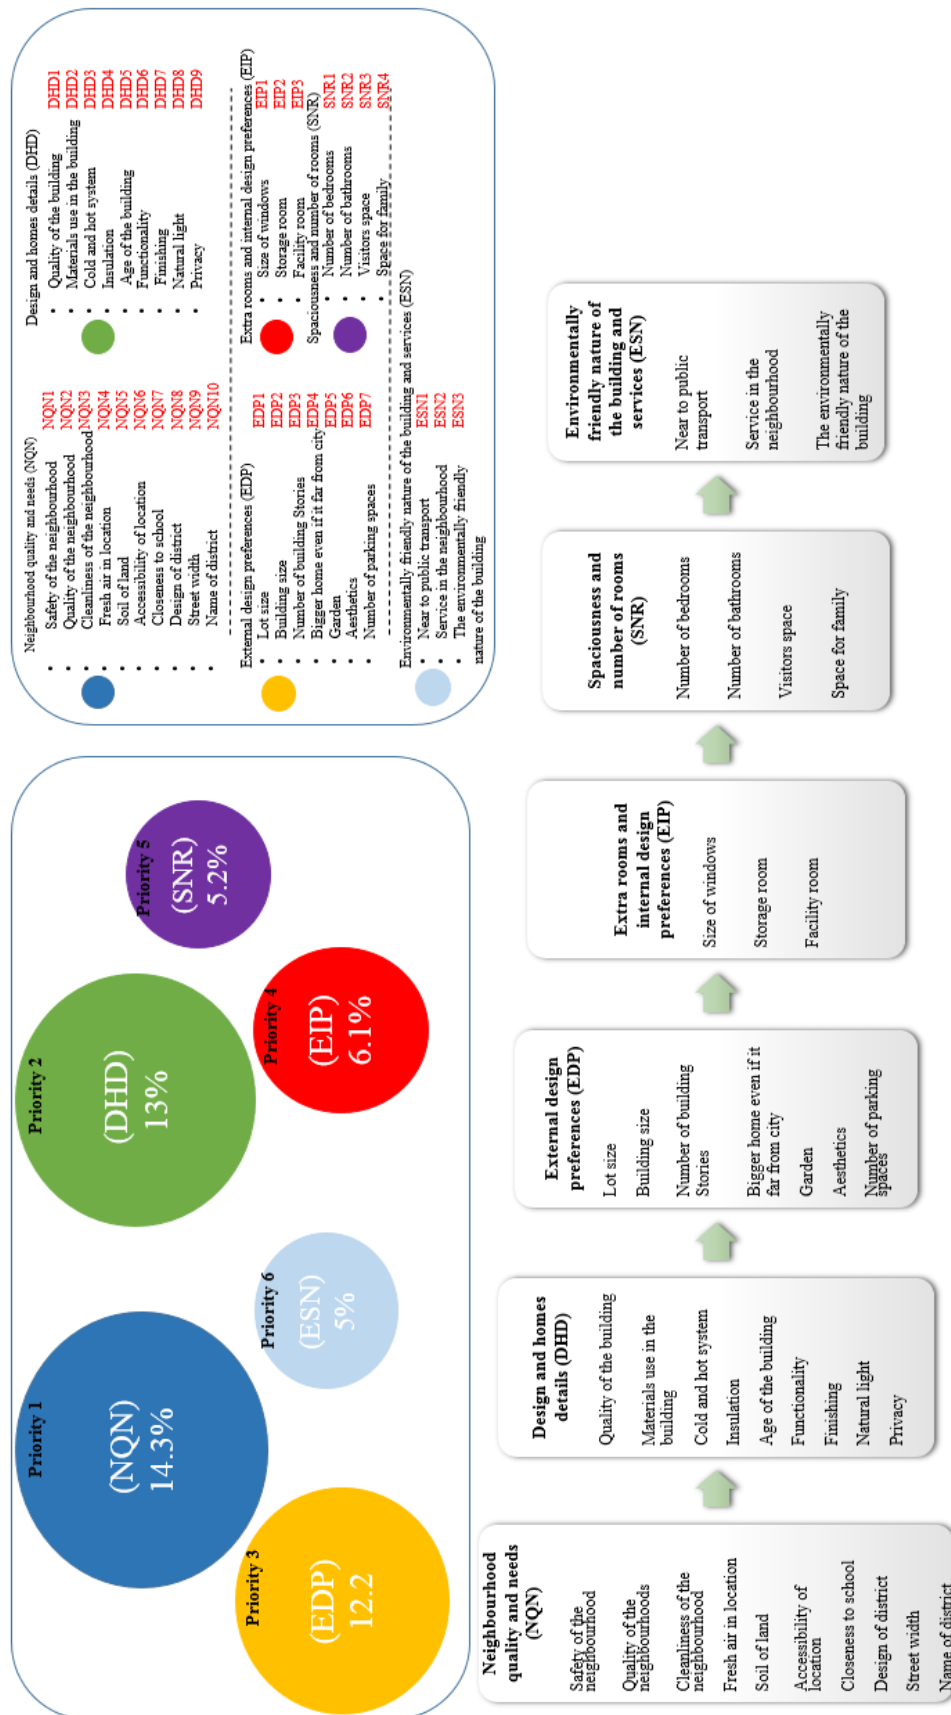 Priority 1
(NQN)
14.3%
Priority 2
(DHD)
13%
Priority 3
(EDP)
12.2
Priority 6
(ESN)
5%
Priority 4
(EIP)
6.1%
Priority 5
(SNR)
5.2%
Neighbourhood quality and needs (NQN)
• Safety of the neighbourhood NQN1
• Quality of the neighbourhood NQN2
• Cleanliness of the neighbourhood NQN3
• Fresh air in location NQN4
• Soil of land NQN5
• Accessibility of location NQN6
• Closeness to school NQN7
• Design of district NQN8
• Street width NQN9
• Name of district NQN10
Design and homes details (DHD)
• Quality of the building DHD1
• Materials use in the building DHD2
• Cold and hot system DHD3
• Insulation DHD4
• Age of the building DHD5
• Functionality DHD6
• Finishing DHD7
• Natural light DHD8
• Privacy DHD9
External design preferences (EDP)
• Lot size EDP1
• Building size EDP2
• Number of building Stories EDP3
• Bigger home even if it far from city EDP4
• Garden EDP5
• Aesthetics EDP6
• Number of parking spaces EDP7
Extra rooms and internal design preferences (EIP)
• Size of windows EIP1
• Storage room EIP2
• Facility room EIP3
Spaciousness and number of rooms (SNR)
• Number of bedrooms SNR1
• Number of bathrooms SNR2
• Visitors space SNR3
• Space for family SNR4
Environmentally friendly nature of the building and services (ESN)
• Near to public transport ESN1
• Service in the neighbourhood ESN2
• The environmentally friendly ESN3
nature of the building
Neighbourhood
quality and needs
(NQN)
Safety of the
neighbourhood
Quality of the
neighbourhoods
Cleanliness of the
neighbourhood
Fresh air in location
Soil of land
Accessibility of
location
Closeness to school
Design of district
Street width
Name of district
Design and homes
details (DHD)
Quality of the building
Materials use in the
building
Cold and hot system
Insulation
Age of the building
Functionality
Finishing
Natural light
Privacy
External design
preferences (EDP)
Lot size
Building size
Number of building
Stories
Bigger home even if it
far from city
Garden
Aesthetics
Number of parking
spaces
Extra rooms and
internal design
preferences (EIP)
Size of windows
Storage room
Facility room
Spaciousness and
number of rooms
(SNR)
Number of bedrooms
Number of bathrooms
Visitors space
Space for family
Environmentally
friendly nature of
the building and
services (ESN)
Near to public
transport
Service in the
neighbourhood
The environmentally
friendly nature of the
building